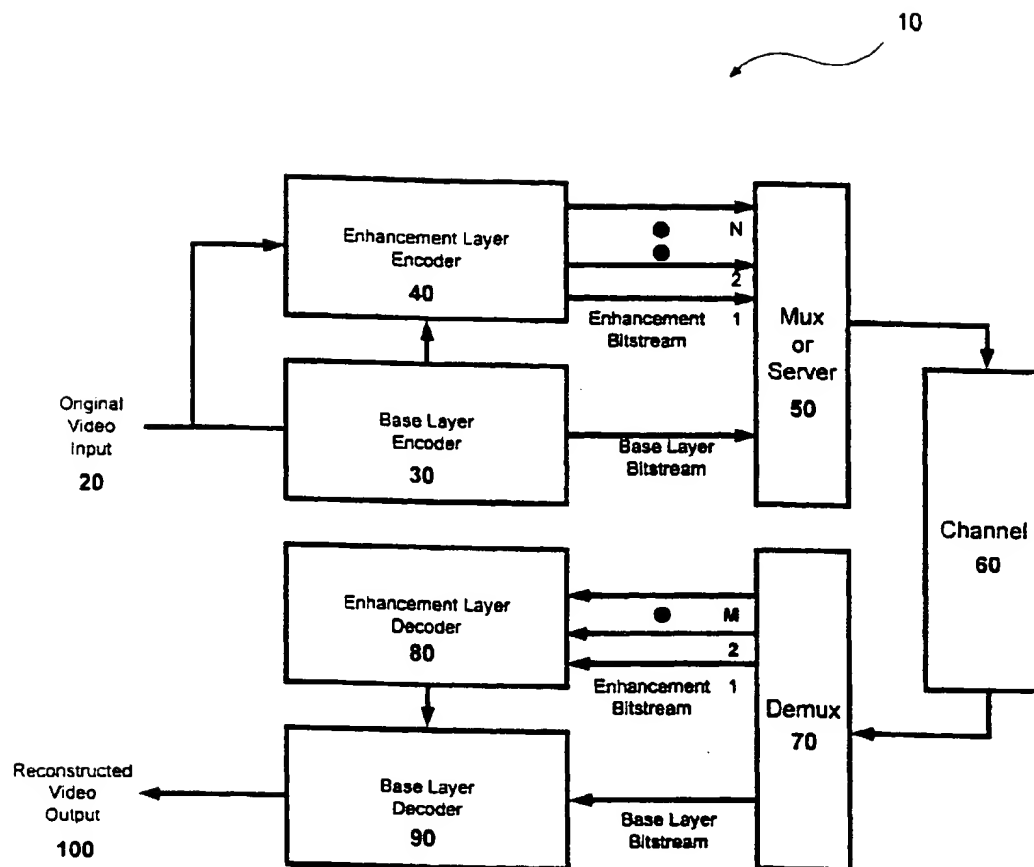 10
Enhancement Layer
Encoder
40
N
2
1
Enhancement
Bitstream
Mux
or
Server
50
Original
Video
Input
20
Base Layer
Encoder
30
Base Layer
Bitstream
Channel
60
Enhancement Layer
Decoder
80
M
2
1
Enhancement
Bitstream
Demux
70
Reconstructed
Video
Output
100
Base Layer
Decoder
90
Base Layer
Bitstream